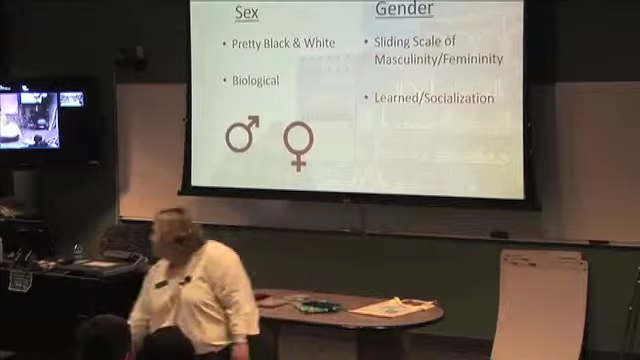 Sex
• Pretty Black & White
• Biological
Gender
• Sliding Scale of
Masculinity/Femininity
• Learned/Socialization